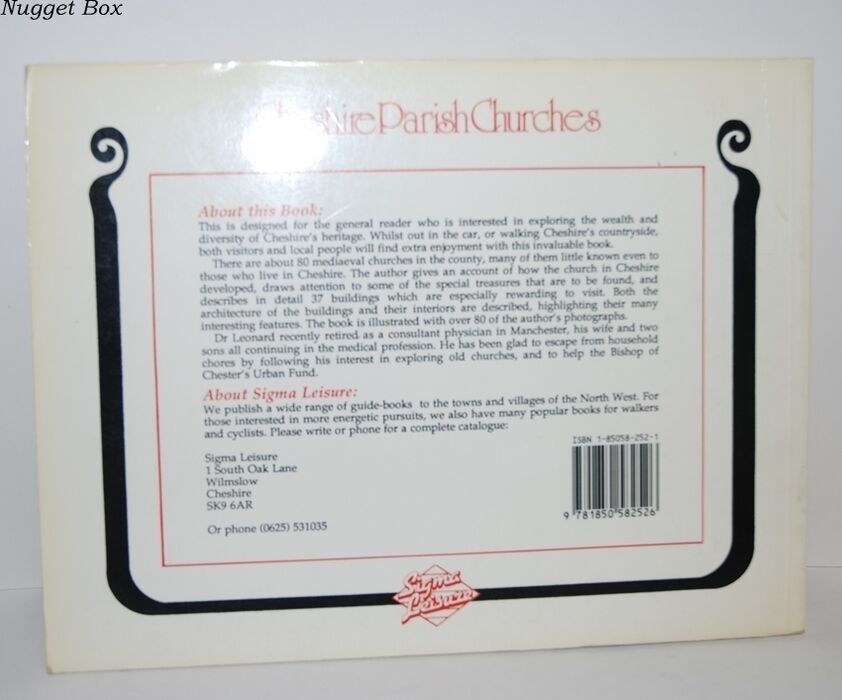 Nugget Box
Cheshire Parish Churches
About this Book:
This is designed for the general reader who is interested in exploring the wealth and
diversity of Cheshire's heritage. Whilst out in the car, or walking Cheshire's countryside,
both visitors and local people will find extra enjoyment with this invaluable book.
There are about 80 mediaeval churches in the county, many of them little known even to
those who live in Cheshire. The author gives an account of how the church in Cheshire
developed, draws attention to some of the special treasures that are to be found, and
describes in detail 37 buildings which are especially rewarding to visit. Both the
architecture of the buildings and their interiors are described, highlighting their many
interesting features. The book is illustrated with over 80 of the author's photographs.
Dr Leonard recently retired as a consultant physician in Manchester, his wife and two
sons all continuing in the medical profession. He has been glad to escape from household
chores by following his interest in exploring old churches, and to help the Bishop of
Chester's Urban Fund.
About Sigma Leisure:
We publish a wide range of guide-books to the towns and villages of the North West. For
those interested in more energetic pursuits, we also have many popular books for walkers
and cyclists. Please write or phone for a complete catalogue:
Sigma Leisure
1 South Oak Lane
Wilmslow
Cheshire
SK9 6AR
Or phone (0625) 531035
ISBN 1-85058-252-1
9 781850 582526
Sigma
Leisure